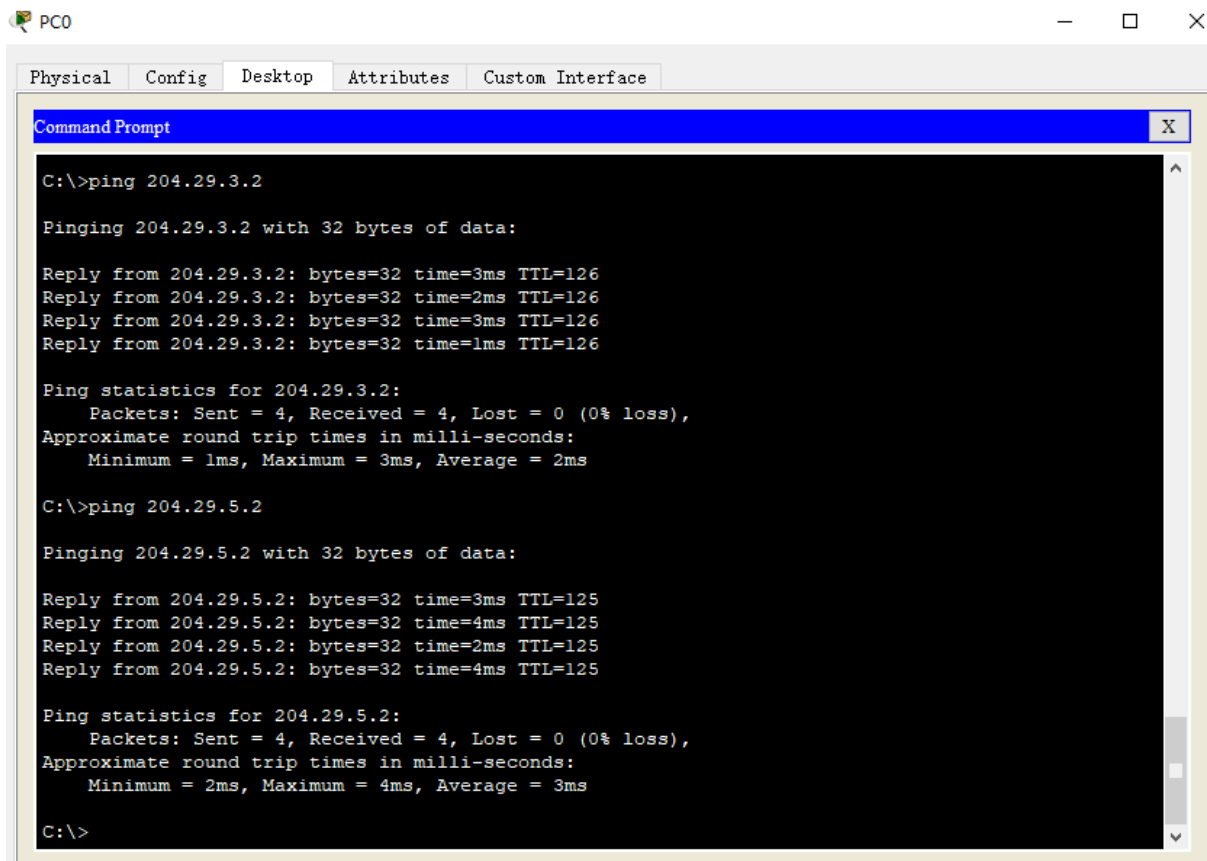 PC0
Physical Config Desktop Attributes Custom Interface
Command Prompt X
C:\>ping 204.29.3.2
Pinging 204.29.3.2 with 32 bytes of data:
Reply from 204.29.3.2: bytes=32 time=3ms TTL=126
Reply from 204.29.3.2: bytes=32 time=2ms TTL=126
Reply from 204.29.3.2: bytes=32 time=3ms TTL=126
Reply from 204.29.3.2: bytes=32 time=1ms TTL=126
Ping statistics for 204.29.3.2:
    Packets: Sent = 4, Received = 4, Lost = 0 (0% loss),
Approximate round trip times in milli-seconds:
    Minimum = 1ms, Maximum = 3ms, Average = 2ms
C:\>ping 204.29.5.2
Pinging 204.29.5.2 with 32 bytes of data:
Reply from 204.29.5.2: bytes=32 time=3ms TTL=125
Reply from 204.29.5.2: bytes=32 time=4ms TTL=125
Reply from 204.29.5.2: bytes=32 time=2ms TTL=125
Reply from 204.29.5.2: bytes=32 time=4ms TTL=125
Ping statistics for 204.29.5.2:
    Packets: Sent = 4, Received = 4, Lost = 0 (0% loss),
Approximate round trip times in milli-seconds:
    Minimum = 2ms, Maximum = 4ms, Average = 3ms
C:\>